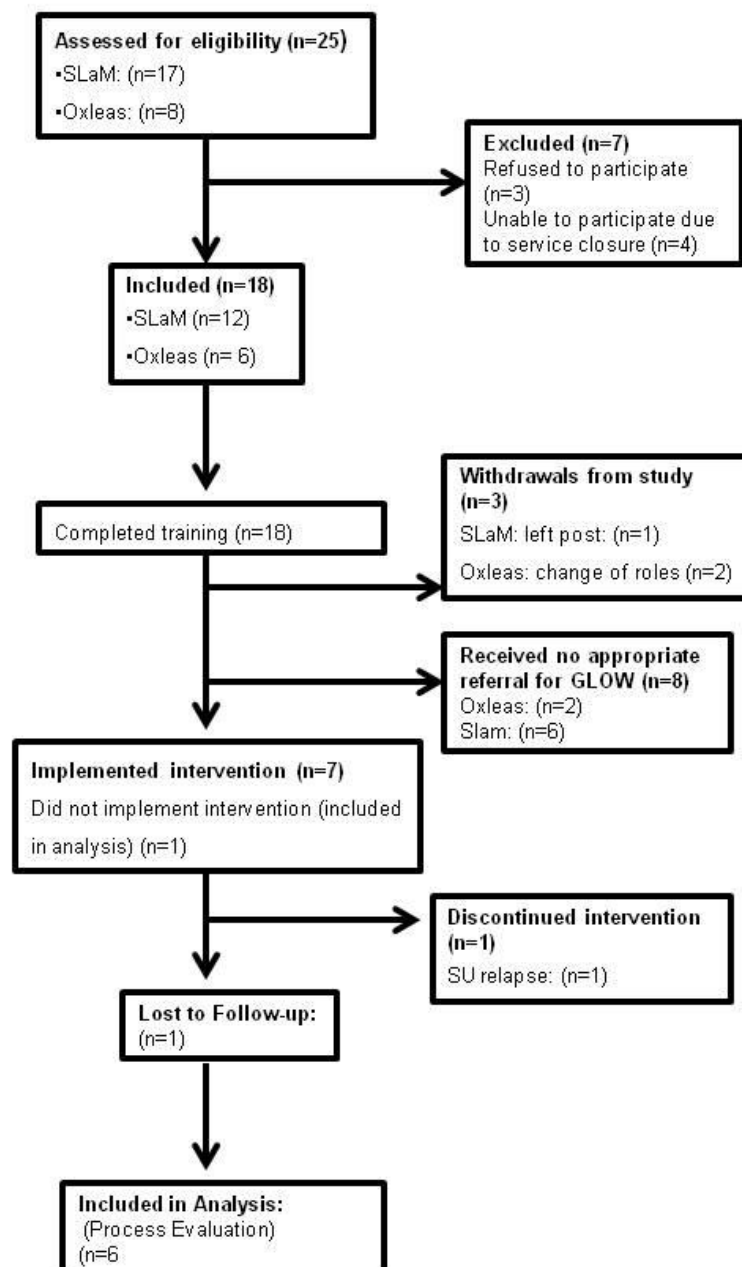 Assessed for eligibility (n=25)
▪SLaM: (n=17)
▪Oxleas: (n=8)
Excluded (n=7)
Refused to participate
(n=3)
Unable to participate due
to service closure (n=4)
Included (n=18)
▪SLaM (n=12)
▪Oxleas (n= 6)
Withdrawals from study
(n=3)
SLaM: left post: (n=1)
Oxleas: change of roles (n=2)
Completed training (n=18)
Received no appropriate
referral for GLOW (n=8)
Oxleas: (n=2)
Slam: (n=6)
Implemented intervention (n=7)
Did not implement intervention (included
in analysis) (n=1)
Discontinued intervention
(n=1)
SU relapse: (n=1)
Lost to Follow-up:
(n=1)
Included in Analysis:
(Process Evaluation)
(n=6